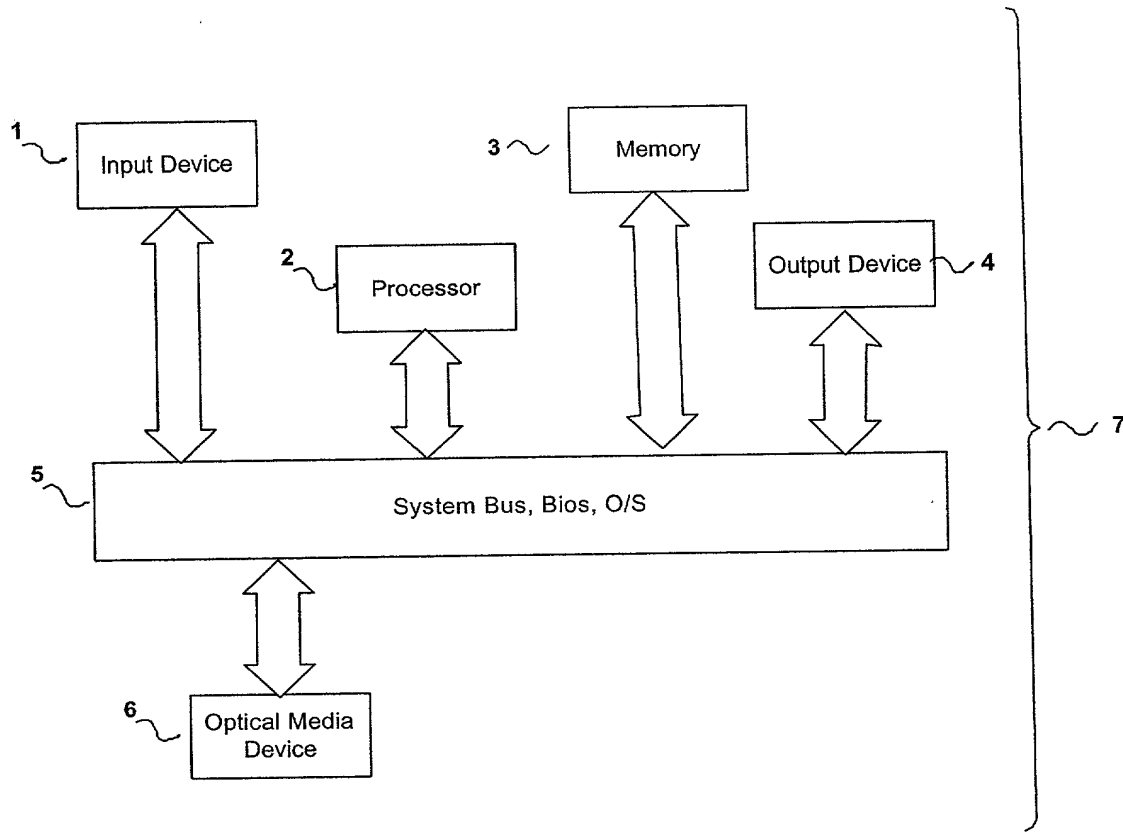 1
Input Device
3
Memory
2
Processor
Output Device
4
7
5
System Bus, Bios, O/S
6
Optical Media
Device